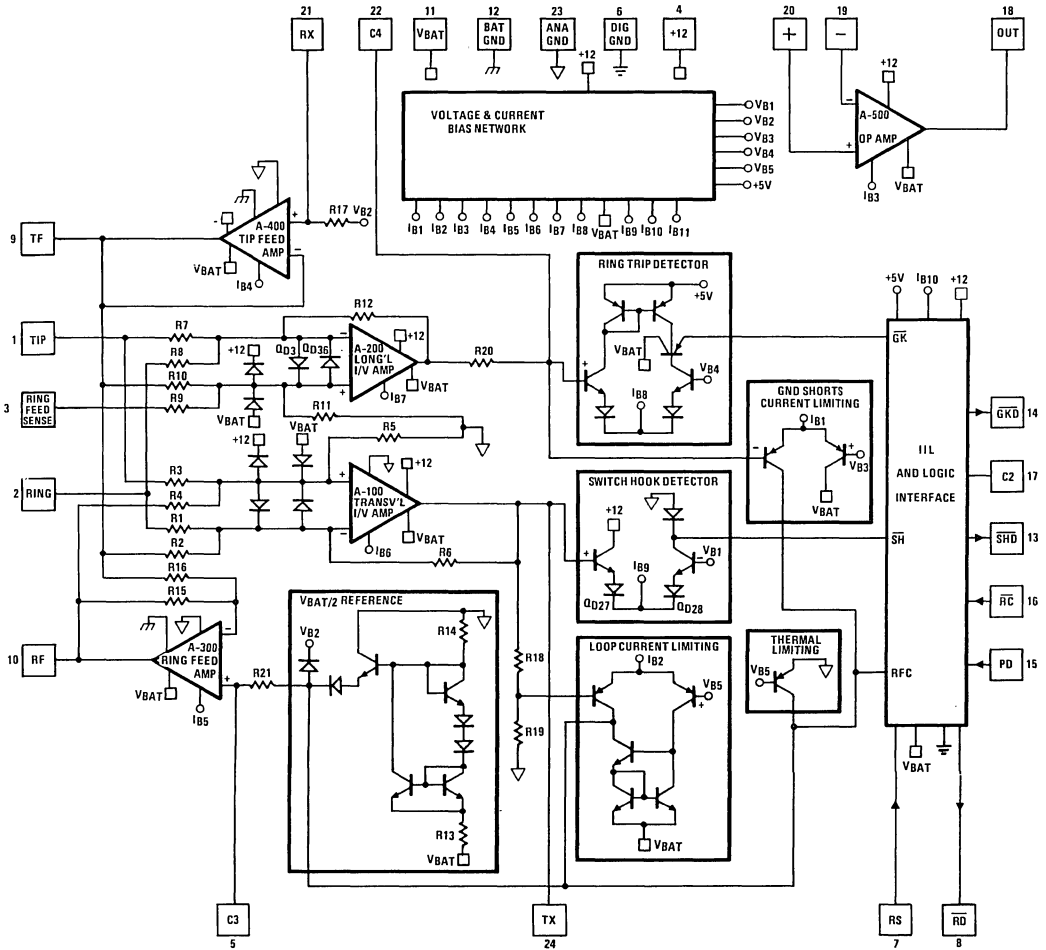 21 22 11 12 23 6 4 20 19 18
RX C4 VBAT BAT GND ANA GND DIG GND +12 + − OUT
+12
VOLTAGE & CURRENT
BIAS NETWORK
VB1
VB2
VB3
VB4
VB5
+5V
IB1 IB2 IB3 IB4 IB5 IB6 IB7 IB8 VBAT IB9 IB10 IB11
+12
−
A-500
OP AMP
+
VBAT
IB3
R17 VB2
+
A-400
TIP FEED
AMP
−
-
VBAT
IB4
9 TF
1 TIP
3 RING FEED SENSE
2 RING
10 RF
R7
R8
R10
R9
+12
VBAT
QD3 QD36
R12
−
A-200
LONG'L
I/V AMP
+
+12
VBAT
IB7
R20
R11
R5
+12 VBAT
R3
R4
R1
R2
R16
R15
+
A-100
TRANSV'L
I/V AMP
−
+12
VBAT
IB6
R6
−
A-300
RING FEED
AMP
+
VBAT
IB5
R21
VBAT/2 REFERENCE
VB2
R14
R13
VBAT
R18
R19
RING TRIP DETECTOR
+5V
VBAT
+
VB4
IB8
SWITCH HOOK DETECTOR
+12
+
IB9
−
VB1
QD27 QD28
LOOP CURRENT LIMITING
IB2
VB5
+
VBAT
GND SHORTS
CURRENT LIMITING
IB1
−
+
VB3
VBAT
THERMAL
LIMITING
VB5
+5V IB10 +12
GK
SH
RFC
IIL
AND LOGIC
INTERFACE
VBAT
GKD 14
C2 17
SHD 13
RC 16
PD 15
C3 TX RS RD
5 24 7 8